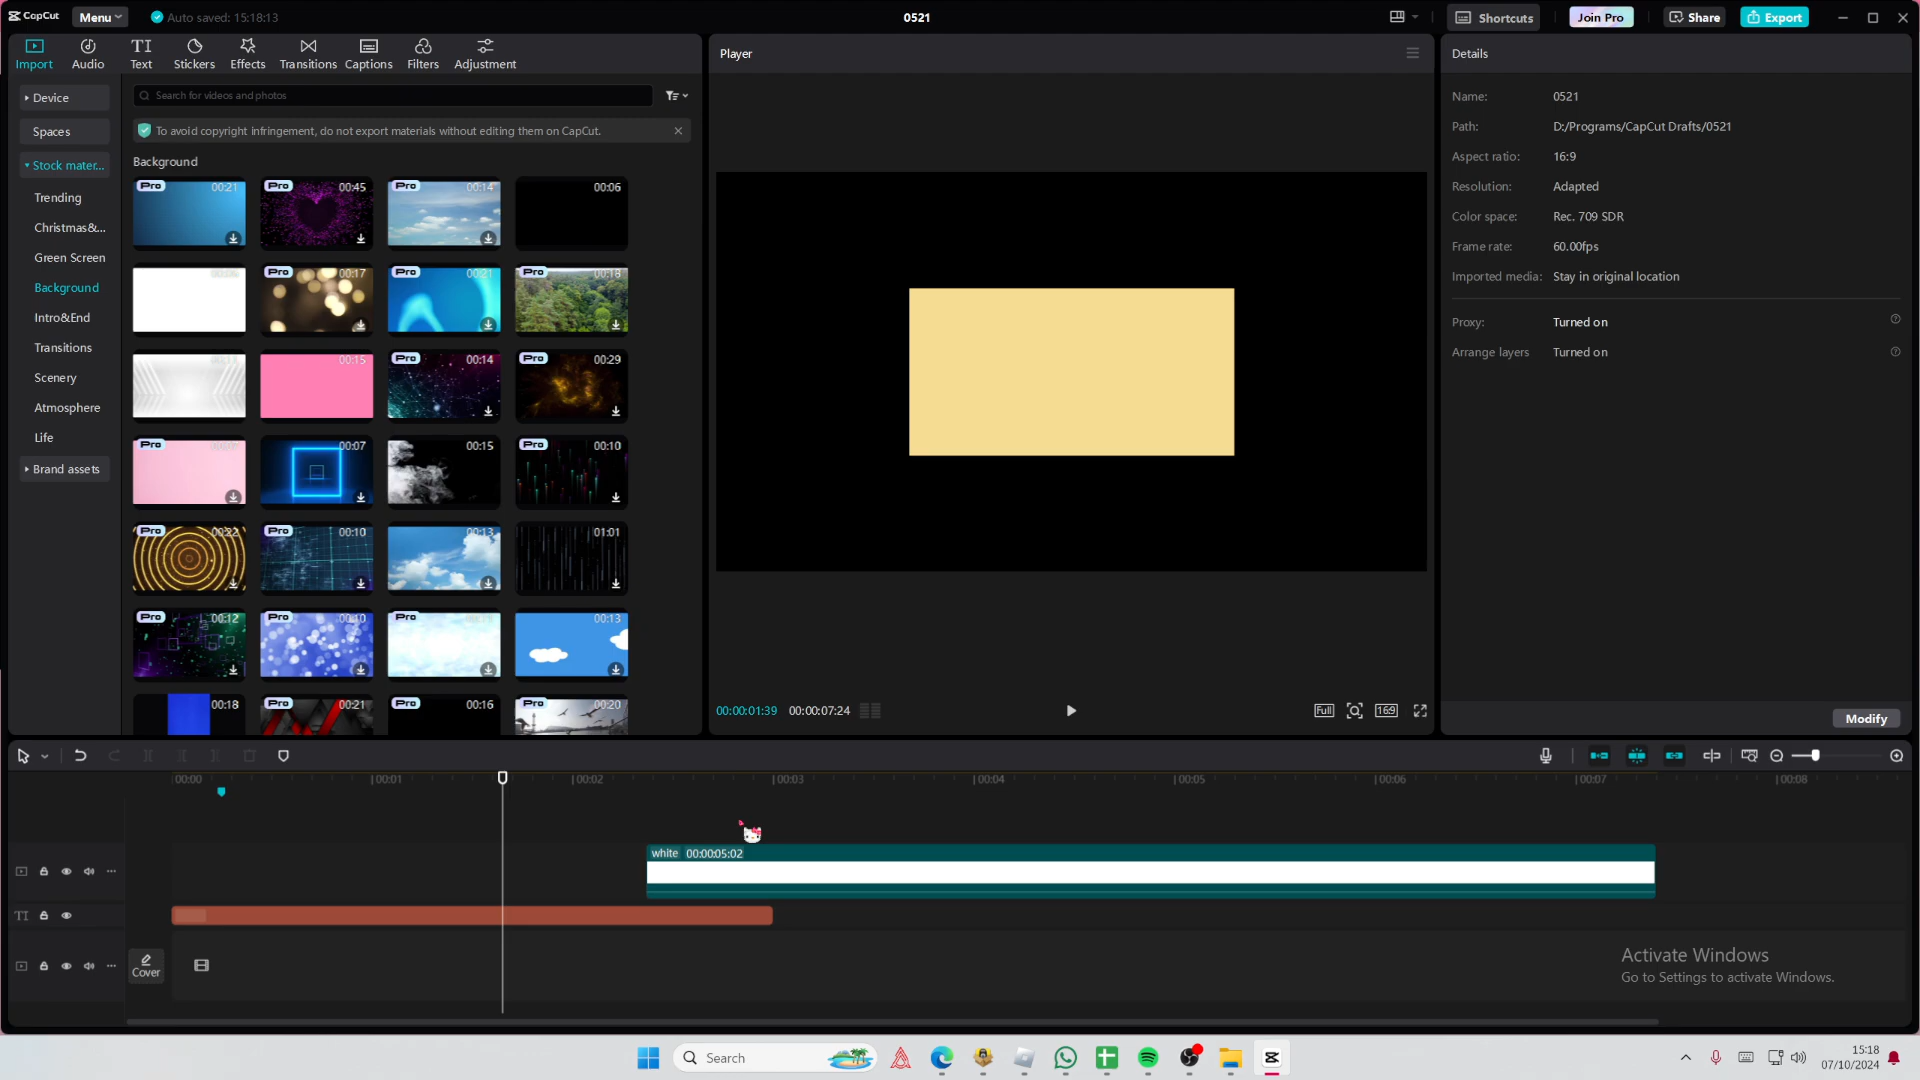 CapCut Menu Auto saved: 15:18:13 0521 Shortcuts Join Pro Share Export
Import Audio Text Stickers Effects Transitions Captions Filters Adjustment
Device
Spaces
Stock mater...
Trending
Christmas&...
Green Screen
Background
Intro&End
Transitions
Scenery
Atmosphere
Life
Brand assets
Search for videos and photos
To avoid copyright infringement, do not export materials without editing them on CapCut.
Background
Pro 00:21 Pro 00:45 Pro 00:14 00:06
Pro 00:17 Pro 00:21 Pro 00:18
00:15 Pro 00:14 Pro 00:29
Pro 00:07 00:15 Pro 00:10
Pro 00:22 Pro 00:10 00:13 01:01
Pro 00:12 Pro 00:10 Pro 00:13
00:18 Pro 00:21 Pro 00:16 Pro 00:20
Player
00:00:01:39 00:00:07:24 Full 16:9
Details
Name: 0521
Path: D:/Programs/CapCut Drafts/0521
Aspect ratio: 16:9
Resolution: Adapted
Color space: Rec. 709 SDR
Frame rate: 60.00fps
Imported media: Stay in original location
Proxy: Turned on
Arrange layers Turned on
Modify
00:00 00:01 00:02 00:03 00:04 00:05 00:06 00:07 00:08
white 00:00:05:02
TI
Cover
Activate Windows
Go to Settings to activate Windows.
Search
15:18
07/10/2024